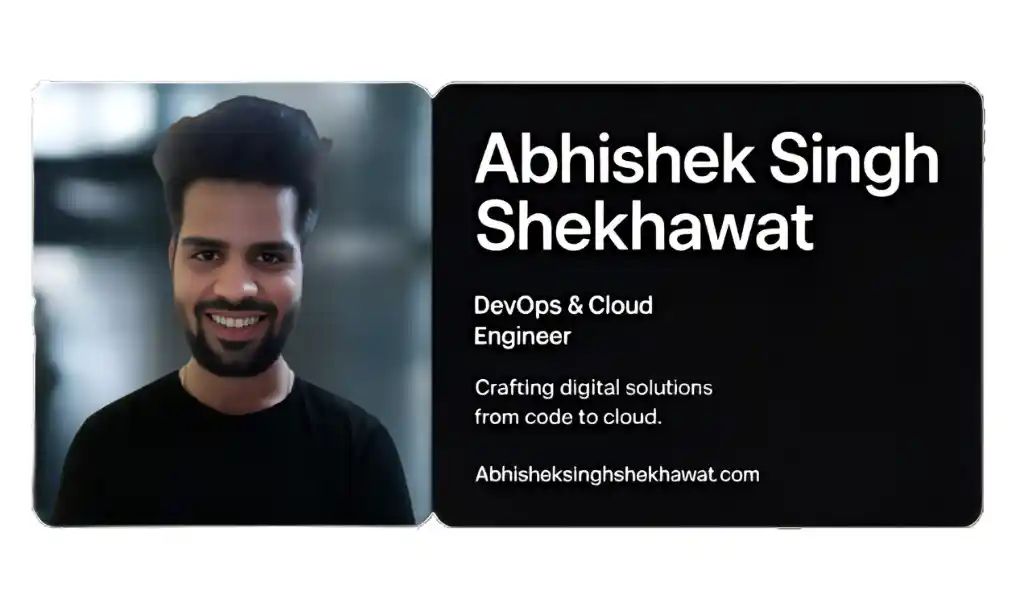 Abhishek Singh
Shekhawat
DevOps & Cloud
Engineer
Crafting digital solutions
from code to cloud.
Abhisheksinghshekhawat.com